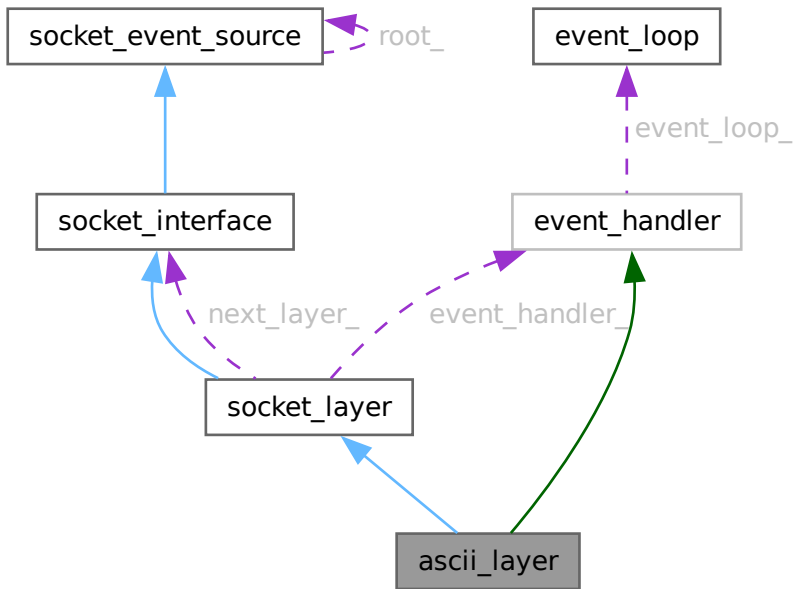 socket_event_source
root_
event_loop
event_loop_
socket_interface
event_handler
next_layer_
event_handler_
socket_layer
ascii_layer